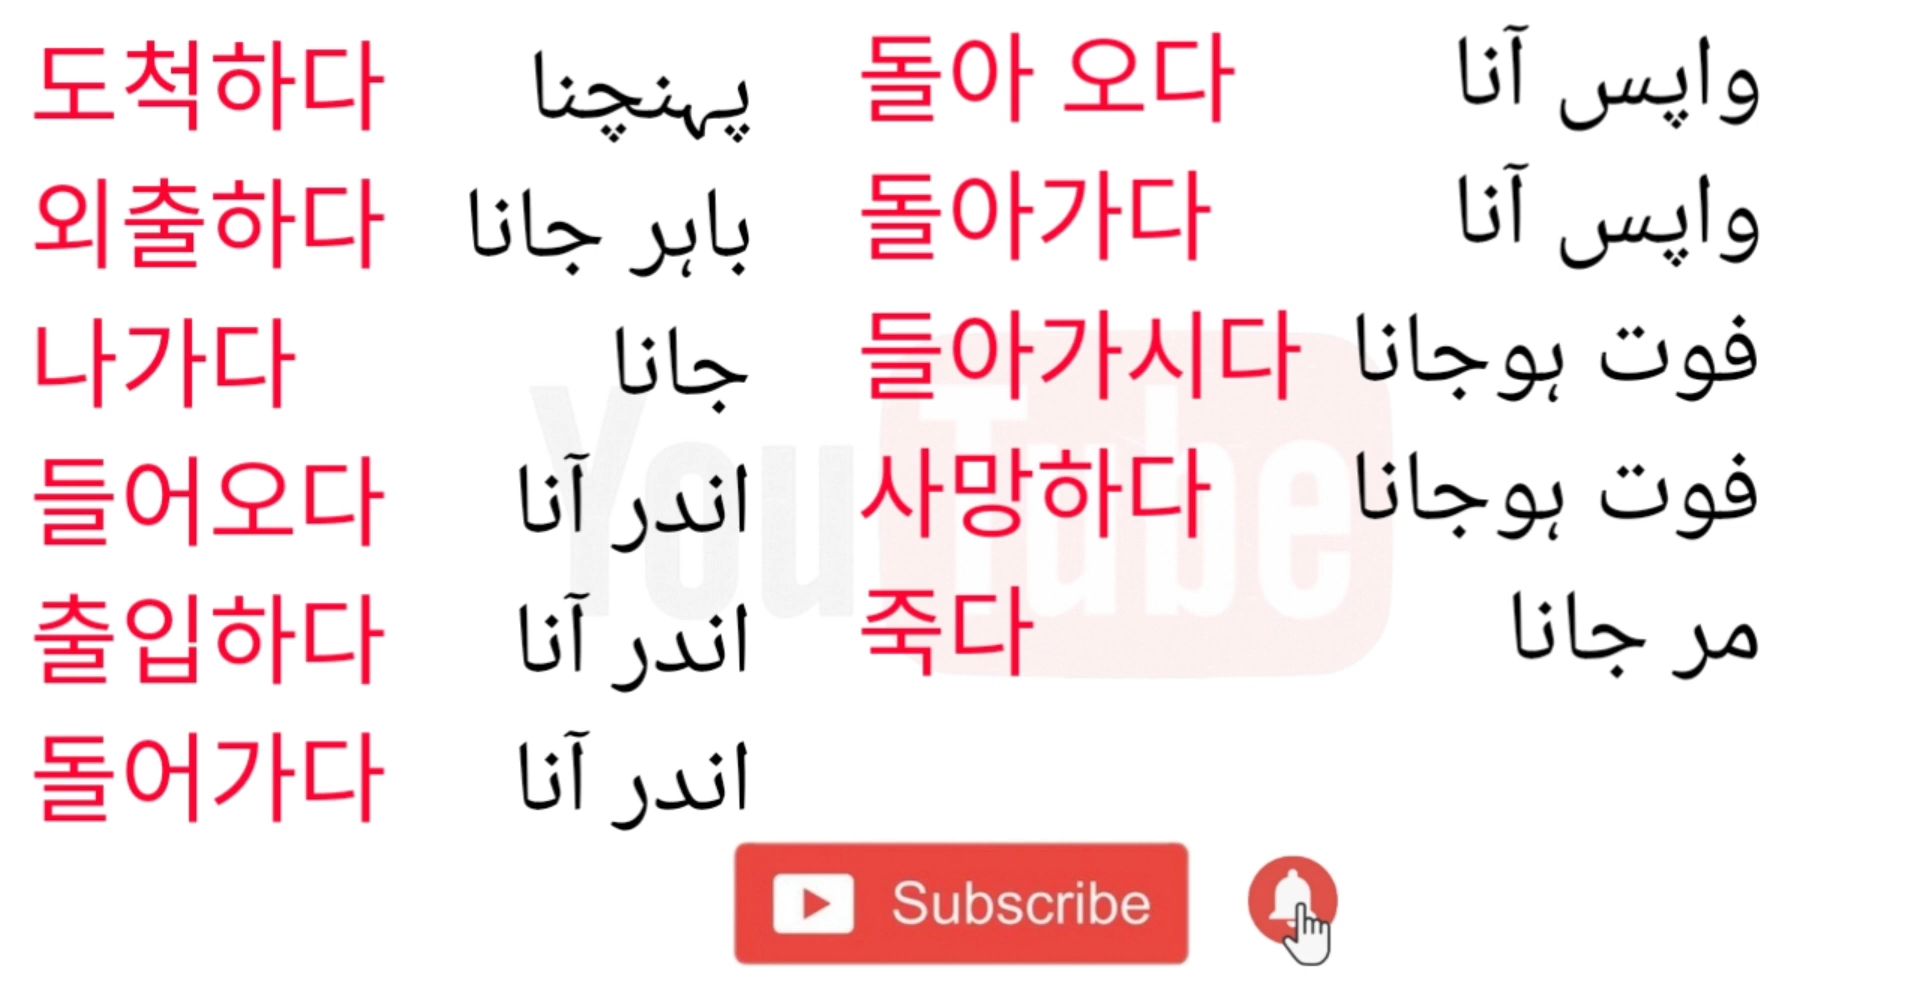 도척하다 پہنچنا
외출하다 باہر جانا
나가다 جانا
들어오다 اندر آنا
출입하다 اندر آنا
돌어가다 اندر آنا
돌아 오다 واپس آنا
돌아가다 واپس آنا
들아가시다 فوت ہوجانا
사망하다 فوت ہوجانا
죽다 مر جانا
YouTube
Subscribe